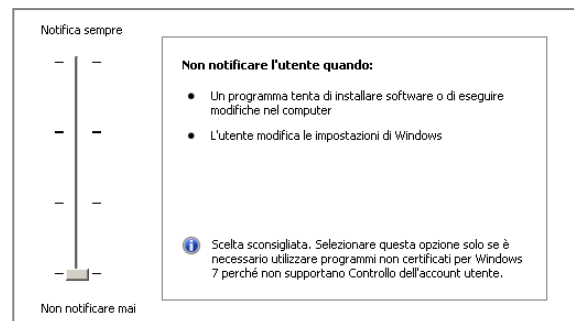 Notifica sempre
Non notificare l'utente quando:
Un programma tenta di installare software o di eseguire
modifiche nel computer
L'utente modifica le impostazioni di Windows
Scelta sconsigliata. Selezionare questa opzione solo se è
necessario utilizzare programmi non certificati per Windows
7 perché non supportano Controllo dell'account utente.
Non notificare mai